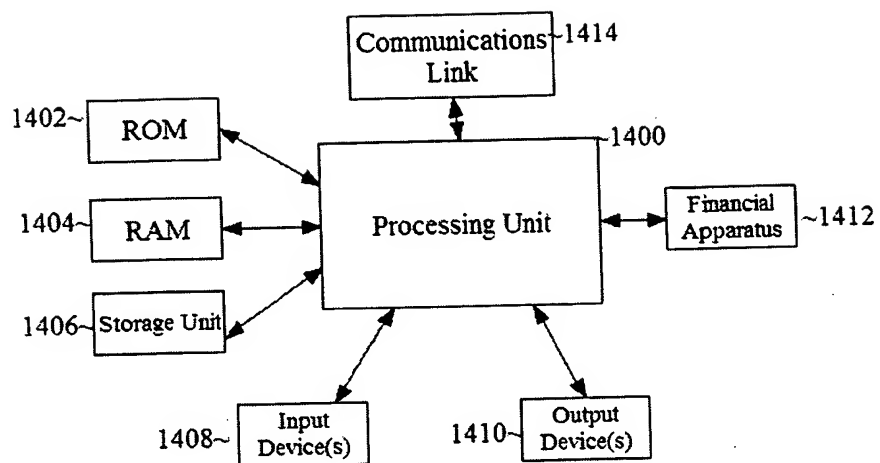 Communications
Link
~1414
1402~
ROM
1400
1404~
RAM
Processing Unit
Financial
Apparatus
~1412
1406~
Storage Unit
1408~
Input
Device(s)
1410~
Output
Device(s)